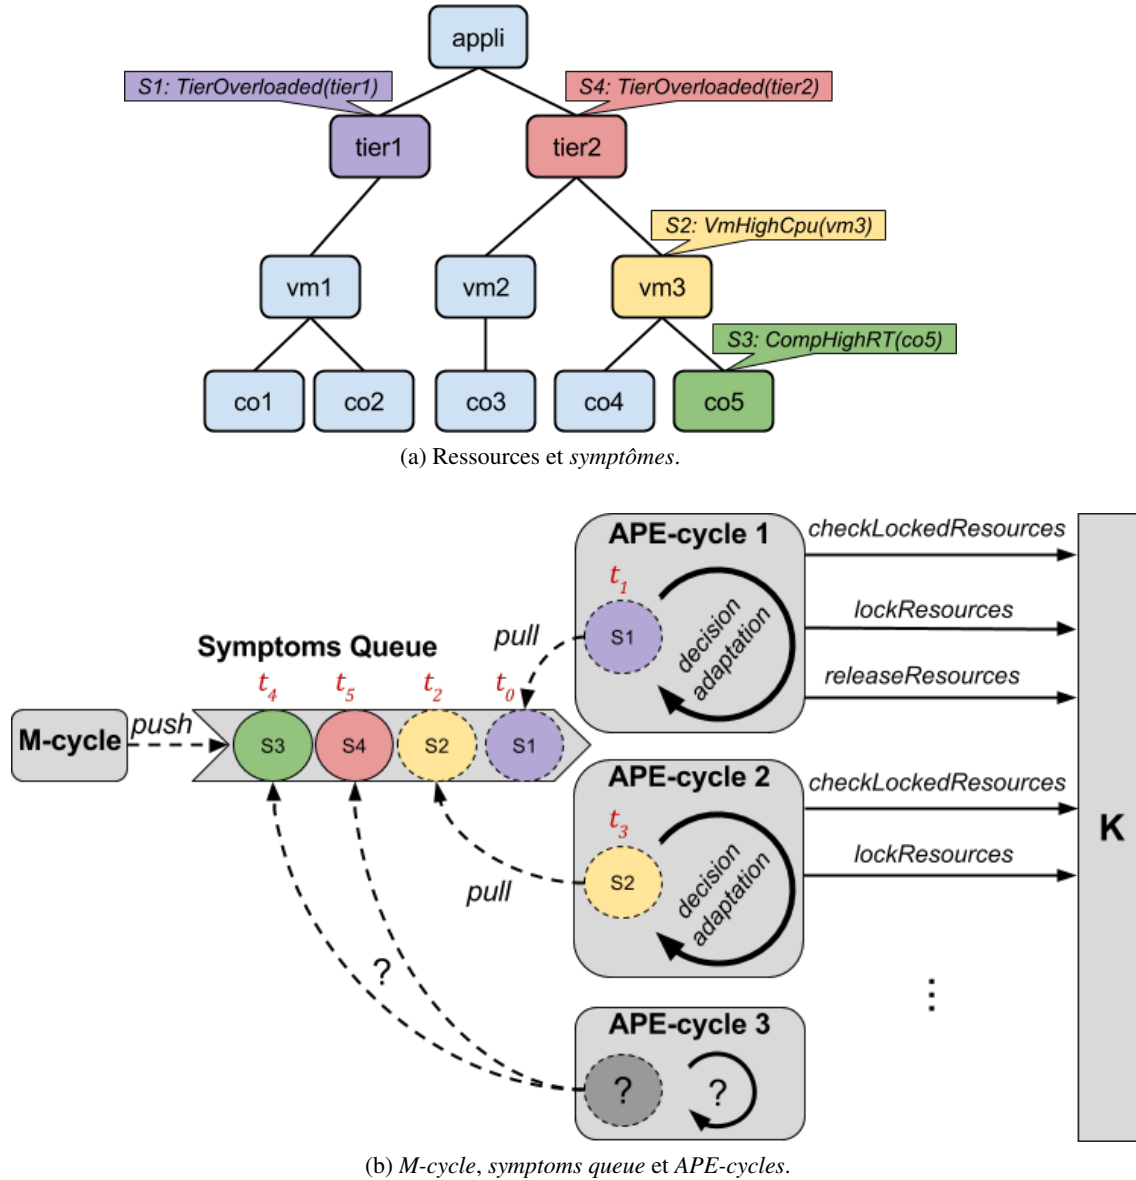 appli
S1: TierOverloaded(tier1)
S4: TierOverloaded(tier2)
tier1
tier2
S2: VmHighCpu(vm3)
vm1
vm2
vm3
S3: CompHighRT(co5)
co1
co2
co3
co4
co5
(a) Ressources et symptômes.
APE-cycle 1
checkLockedResources
t1
decision
adaptation
S1
lockResources
pull
releaseResources
Symptoms Queue
t4
t5
t2
t0
M-cycle
push
S3
S4
S2
S1
APE-cycle 2
checkLockedResources
t3
decision
adaptation
S2
lockResources
pull
K
?
⋮
APE-cycle 3
?
?
(b) M-cycle, symptoms queue et APE-cycles.